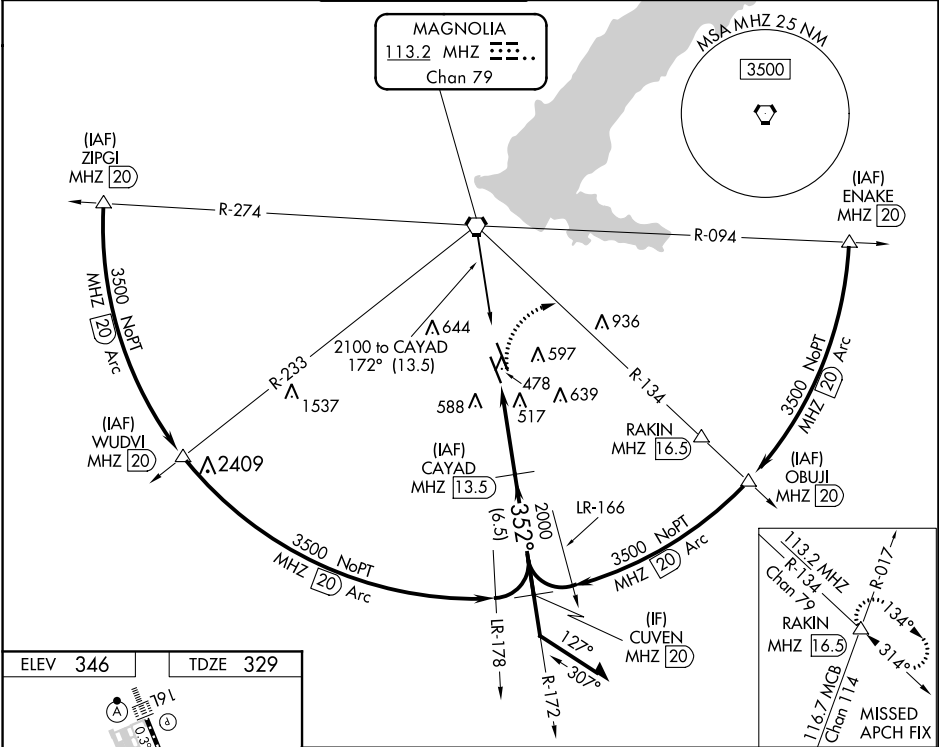 MAGNOLIA
113.2 MHZ
Chan 79
MSA MHZ 25 NM
3500
(IAF)
ZIPGI
MHZ 20
(IAF)
ENAKE
MHZ 20
R-274
R-094
3500 NoPT
MHZ 20 Arc
3500 NoPT
MHZ 20 Arc
644
936
2100 to CAYAD
172° (13.5)
597
R-233
R-134
478
1537
588
517
639
(IAF)
WUDVI
MHZ 20
2409
(IAF)
CAYAD
MHZ 13.5
RAKIN
MHZ 16.5
(IAF)
OBUJI
MHZ 20
352°
2000
(6.5)
LR-166
3500 NoPT
MHZ 20 Arc
3500 NoPT
MHZ 20 Arc
(IF)
CUVEN
MHZ 20
LR-178
R-172
127°
307°
113.2 MHZ
R-134
Chan 79
R-017
RAKIN
MHZ 16.5
134°
314°
116.7 MCB
Chan 114
MISSED
APCH FIX
ELEV 346
TDZE 329
16L
A
P
0.3°